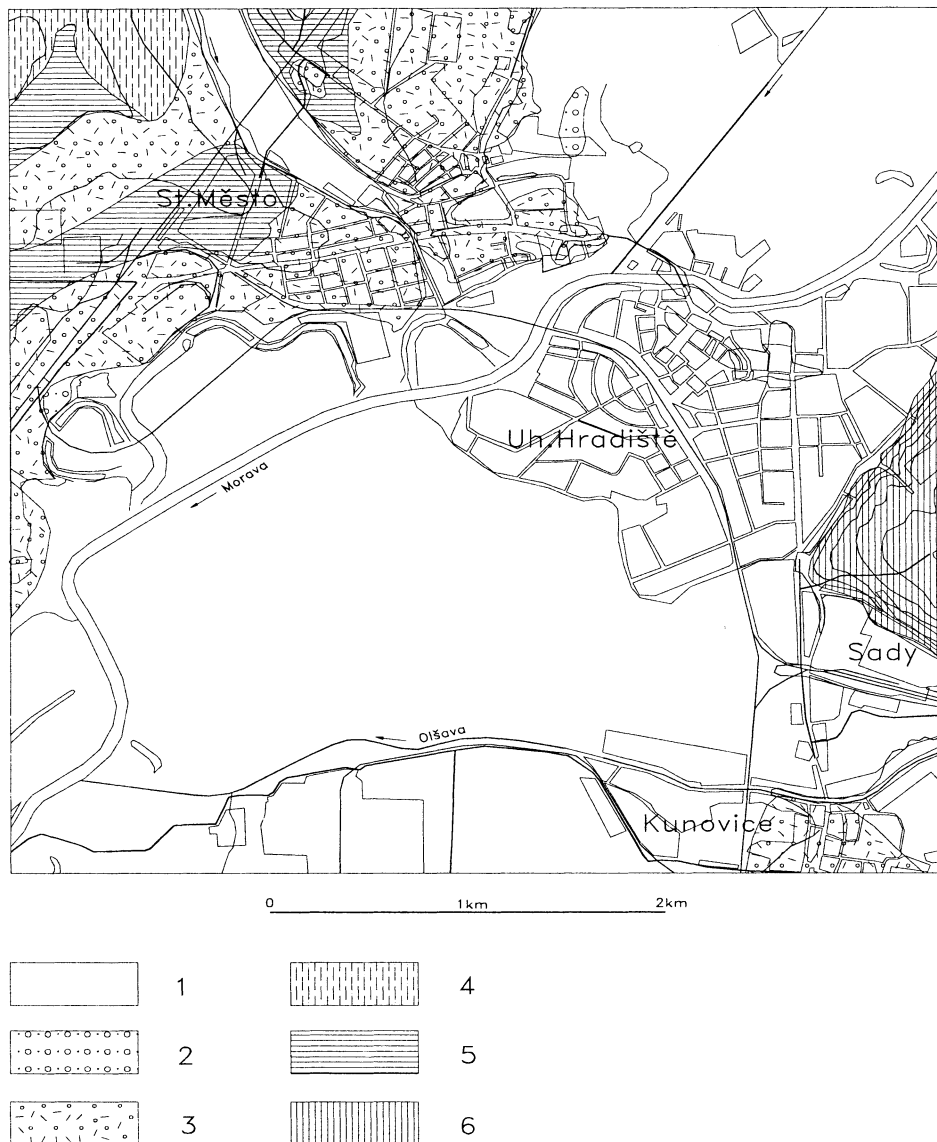 St. Město
Uh. Hradiště
Morava
Sady
Olšava
Kunovice
0 1km 2km
1 4
2 5
3 6